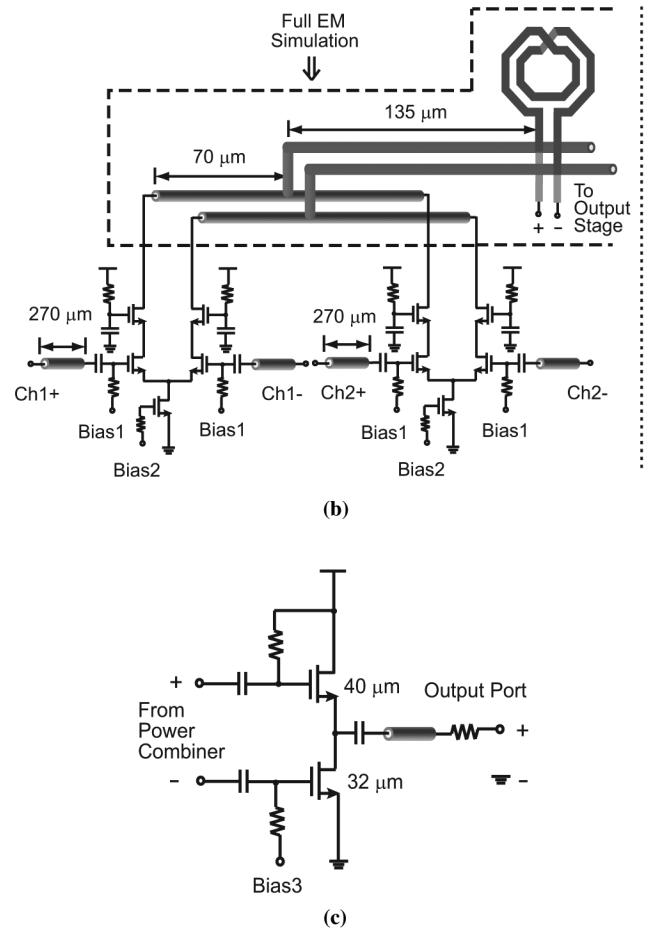 Full EM
Simulation
135 μm
70 μm
To
Output
Stage
+ -
270 μm
270 μm
Ch1+
Ch1-
Ch2+
Ch2-
Bias1
Bias1
Bias1
Bias1
Bias2
Bias2
(b)
+
40 μm
Output Port
From
Power
Combiner
+
-
32 μm
-
Bias3
(c)